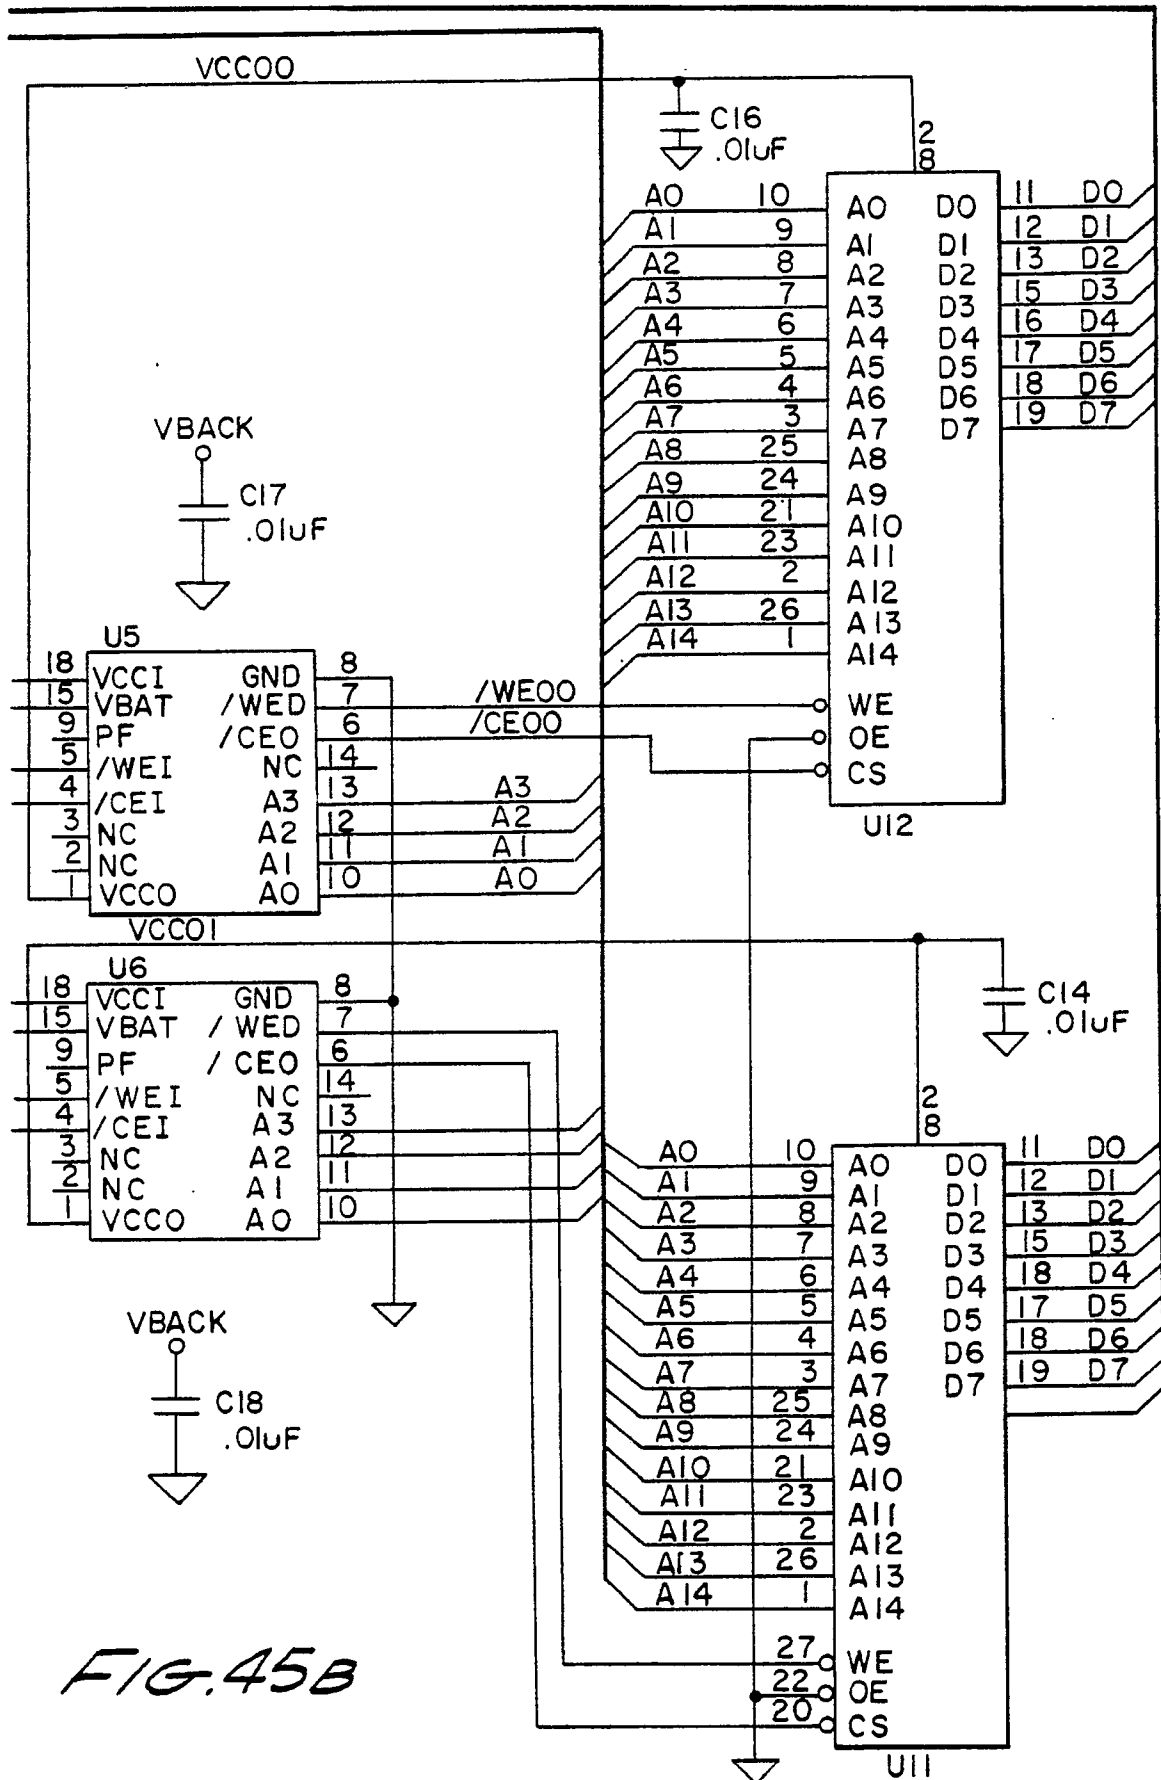 VCC00
C16
.01uF
2
8
A0 10 A0 D0 11 D0
A1 9 A1 D1 12 D1
A2 8 A2 D2 13 D2
A3 7 A3 D3 15 D3
A4 6 A4 D4 16 D4
A5 5 A5 D5 17 D5
A6 4 A6 D6 18 D6
A7 3 A7 D7 19 D7
A8 25 A8
A9 24 A9
A10 21 A10
A11 23 A11
A12 2 A12
A13 26 A13
A14 1 A14
WE
OE
CS
U12
VBACK
C17
.01uF
U5
18 VCCI GND 8
15 VBAT /WED 7 /WE00
9 PF /CEO 6 /CE00
5 /WEI NC 14
4 /CEI A3 13 A3
3 NC A2 12 A2
2 NC A1 11 A1
1 VCCO A0 10 A0
VCC01
U6
18 VCCI GND 8
15 VBAT /WED 7
9 PF /CEO 6
5 /WEI NC 14
4 /CEI A3 13
3 NC A2 12
2 NC A1 11
1 VCCO A0 10
C14
.01uF
VBACK
C18
.01uF
2
8
A0 10 A0 D0 11 D0
A1 9 A1 D1 12 D1
A2 8 A2 D2 13 D2
A3 7 A3 D3 15 D3
A4 6 A4 D4 18 D4
A5 5 A5 D5 17 D5
A6 4 A6 D6 18 D6
A7 3 A7 D7 19 D7
A8 25 A8
A9 24 A9
A10 21 A10
A11 23 A11
A12 2 A12
A13 26 A13
A14 1 A14
27 WE
22 OE
20 CS
U11
FIG. 45B